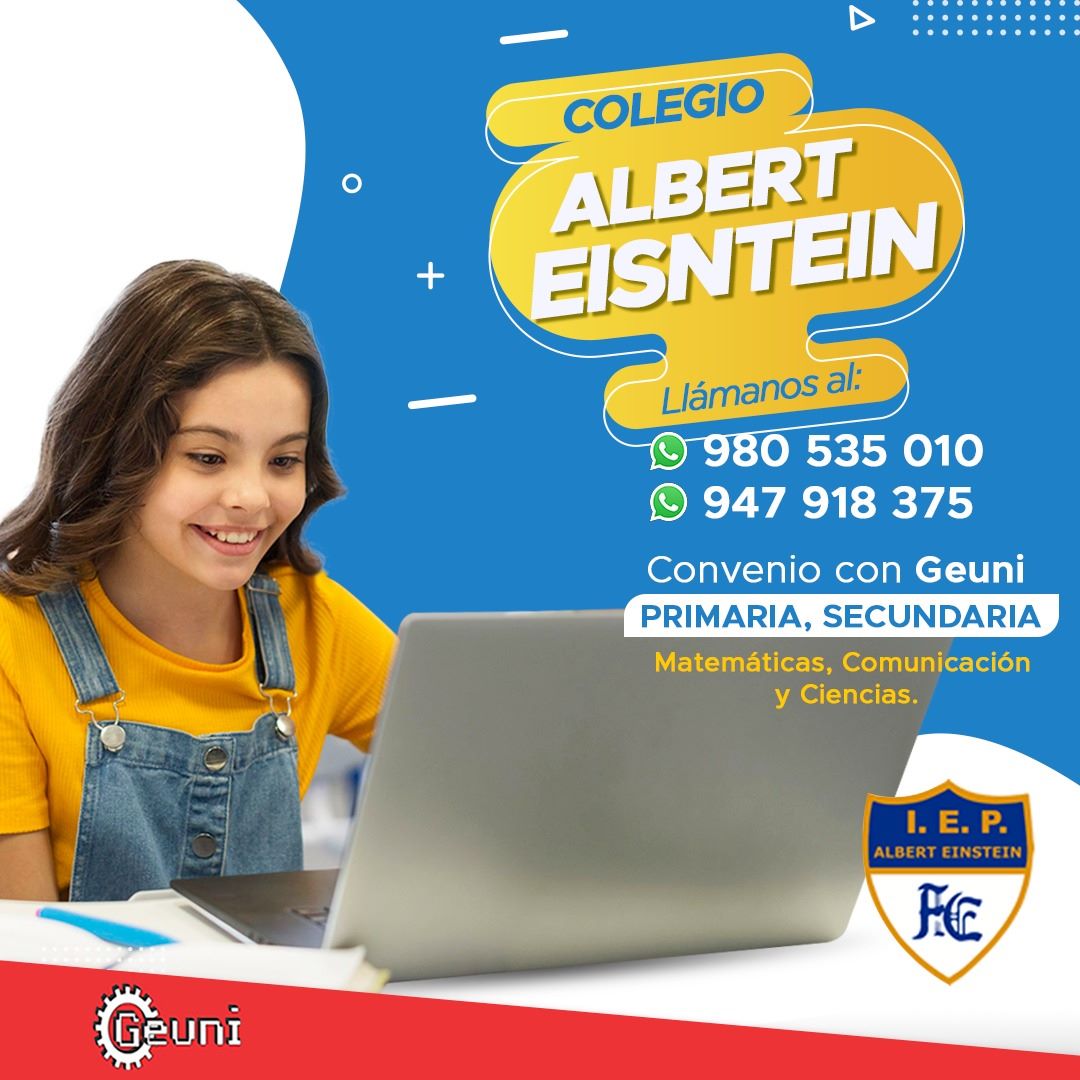 COLEGIO
ALBERT
EISNTEIN
Llámanos al:
980 535 010
947 918 375
Convenio con Geuni
PRIMARIA, SECUNDARIA
Matemáticas, Comunicación
y Ciencias.
I. E. P.
ALBERT EINSTEIN
Geuni